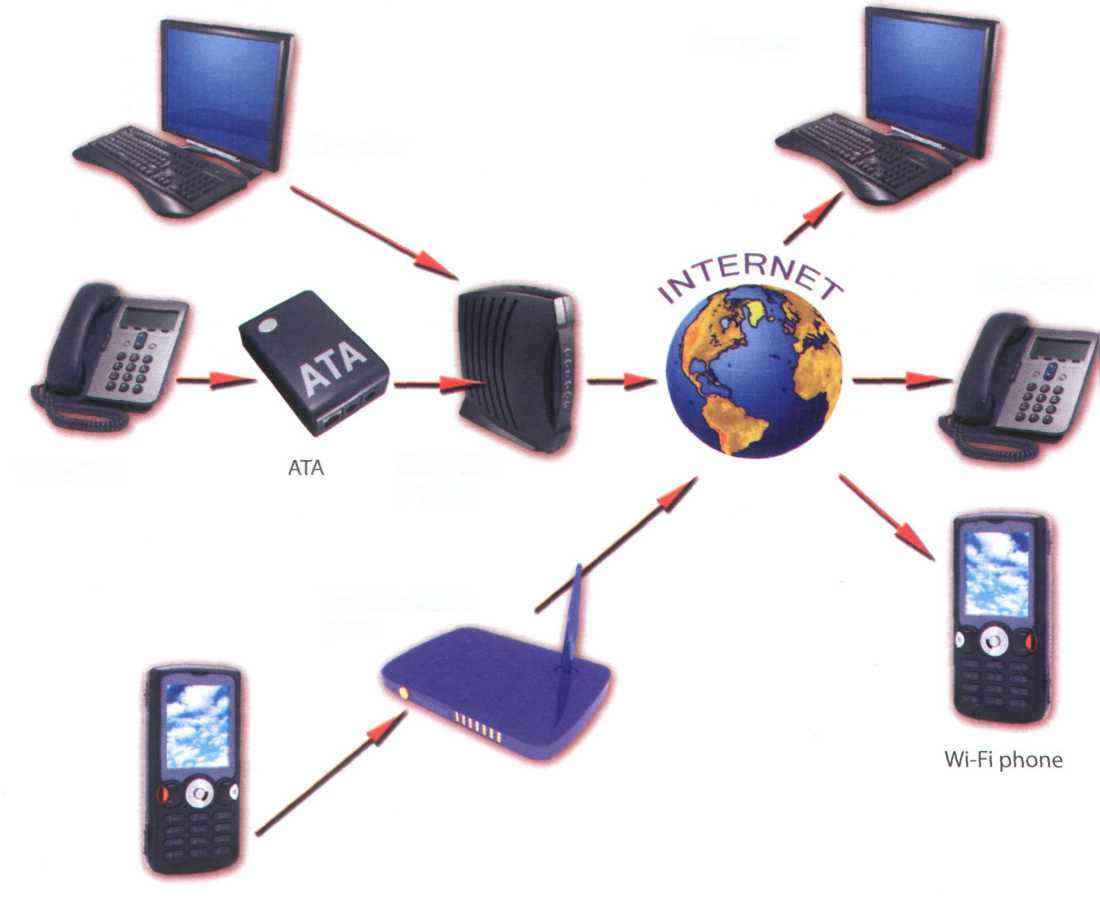 INTERNET
ATA
ATA
Wi-Fi phone